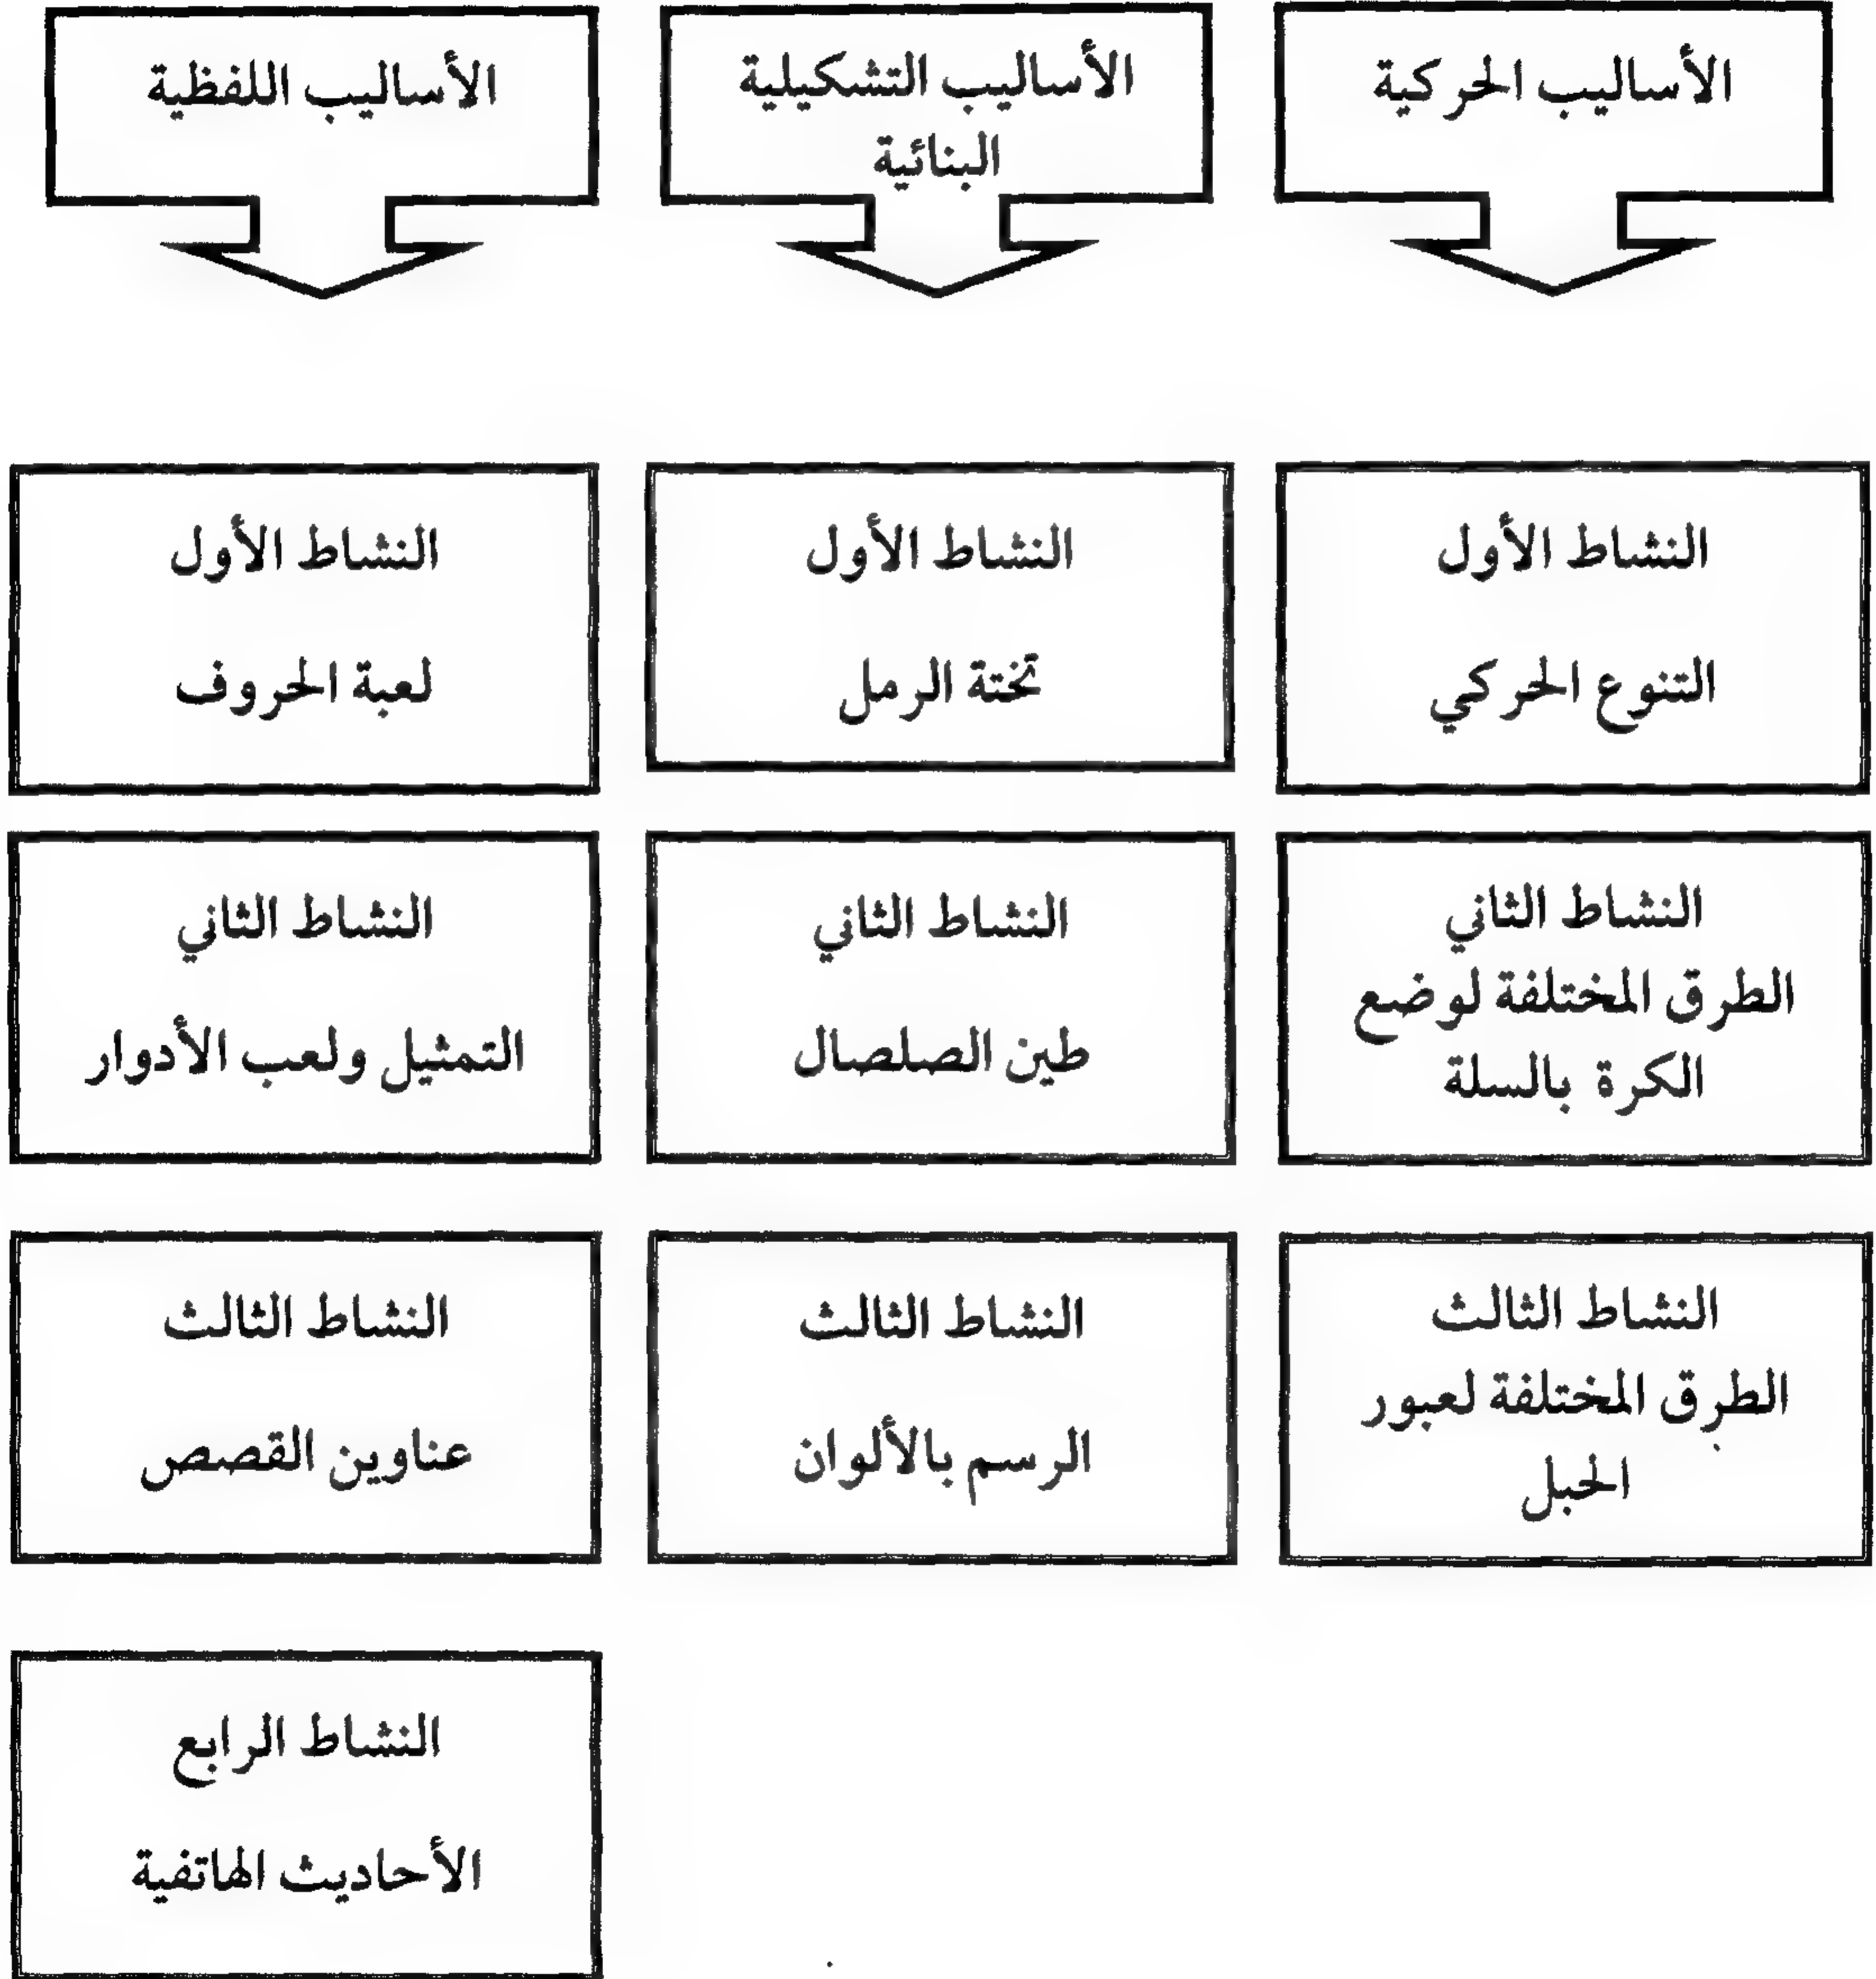 الأساليب الحركية
الأساليب التشكيلية
البنائية
الأساليب اللفظية
النشاط الأول
التنوع الحركي
النشاط الأول
تختة الرمل
النشاط الأول
لعبة الحروف
النشاط الثاني
الطرق المختلفة لوضع
الكرة بالسلة
النشاط الثاني
طين الصلصال
النشاط الثاني
التمثيل ولعب الأدوار
النشاط الثالث
الطرق المختلفة لعبور
الحبل
النشاط الثالث
الرسم بالألوان
النشاط الثالث
عناوين القصص
النشاط الرابع
الأحاديث الهاتفية